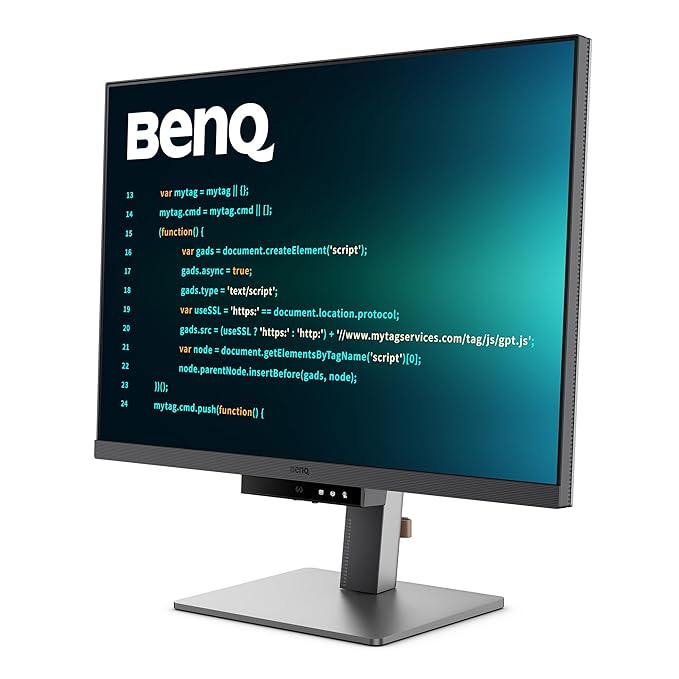 BenQ
13 var mytag = mytag || {};
14 mytag.cmd = mytag.cmd || [];
15 (function() {
16 var gads = document.createElement('script');
17 gads.async = true;
18 gads.type = 'text/script';
19 var useSSL = 'https:' == document.location.protocol;
20 gads.src = (useSSL ? 'https:' : 'http:') + '//www.mytagservices.com/tag/js/gpt.js';
21 var node = document.getElementsByTagName('script')[0];
22 node.parentNode.insertBefore(gads, node);
23 })();
24 mytag.cmd.push(function() {
BenQ